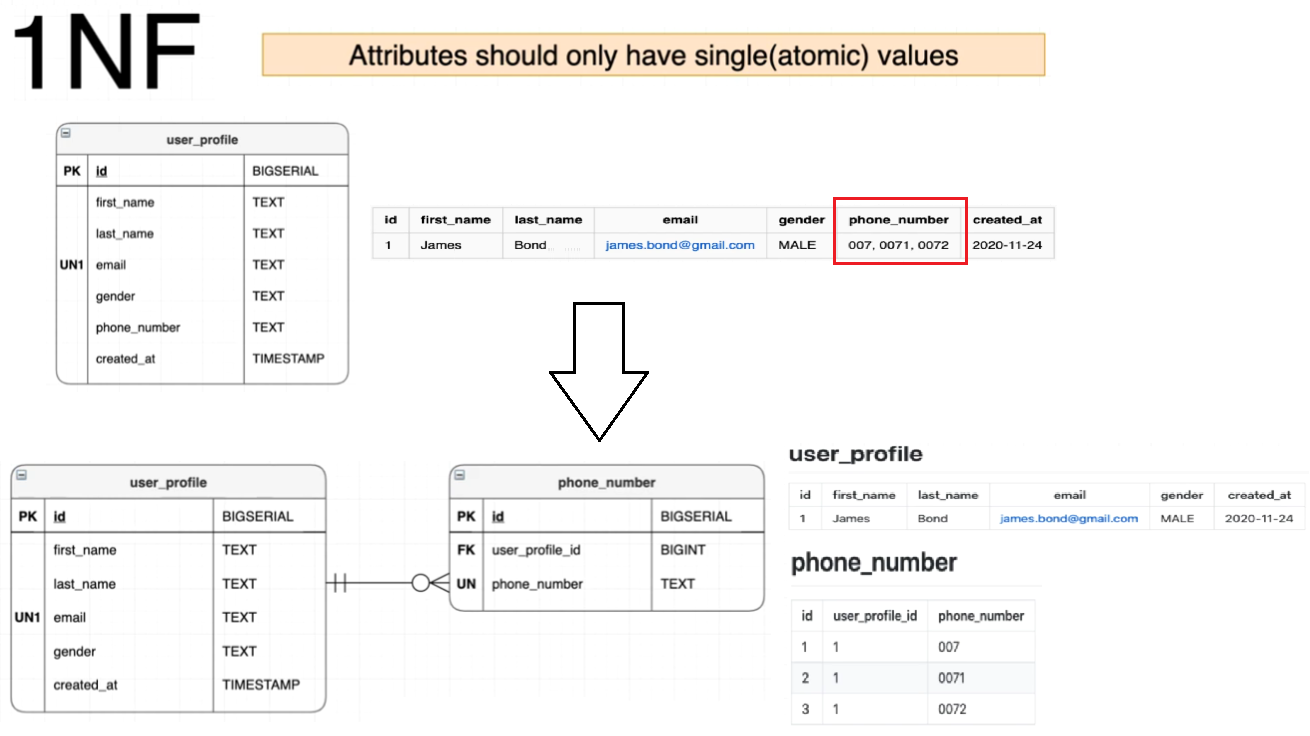 1NF
Attributes should only have single(atomic) values
user_profile
PK id BIGSERIAL
first_name TEXT
last_name TEXT
UN1 email TEXT
gender TEXT
phone_number TEXT
created_at TIMESTAMP
id first_name last_name email gender phone_number created_at
1 James Bond james.bond@gmail.com MALE 007, 0071, 0072 2020-11-24
user_profile
PK id BIGSERIAL
first_name TEXT
last_name TEXT
UN1 email TEXT
gender TEXT
created_at TIMESTAMP
phone_number
PK id BIGSERIAL
FK user_profile_id BIGINT
UN phone_number TEXT
user_profile
id first_name last_name email gender created_at
1 James Bond james.bond@gmail.com MALE 2020-11-24
phone_number
id user_profile_id phone_number
1 1 007
2 1 0071
3 1 0072